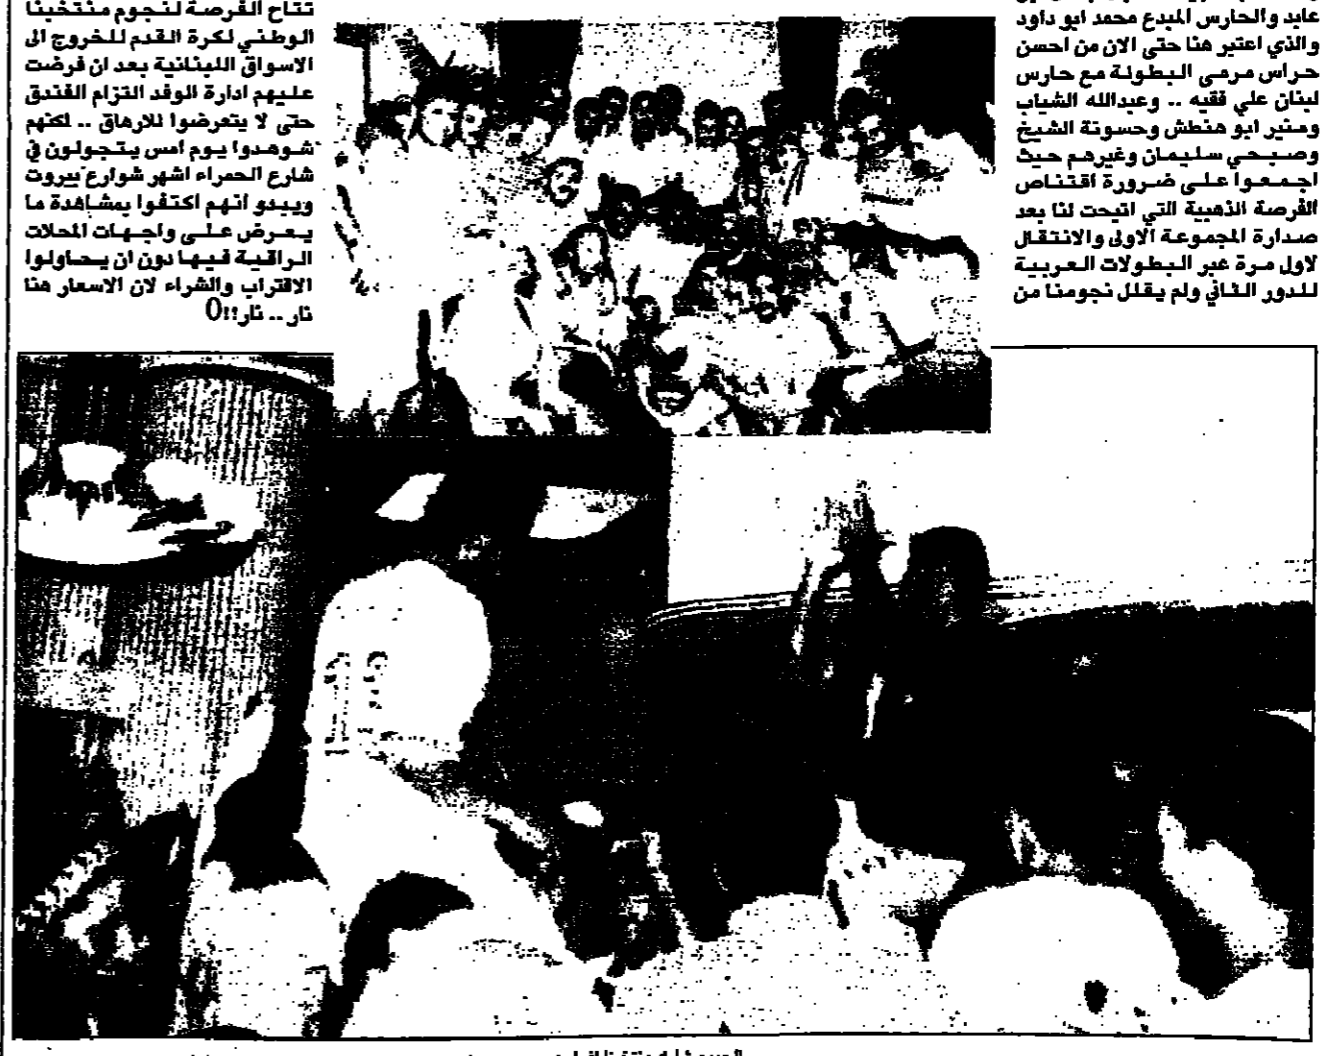 عابد والحارس المبدع محمد ابو داود
والذي اعتبر هنا حتى الان من احسن
حراس مرمى البطولة مع حارس
لبنان علي فقيه .. وعبدالله الشياب
ومنير ابو هنطش وحسونة الشيخ
وصبحي سليمان وغيرهم حيث
اجمعوا على ضرورة اقتناص
الفرصة الذهبية التي اتيحت لنا بعد
صدارة المجموعة الاولى والانتقال
لاول مرة عبر البطولات العربية
للدور الثاني ولم يقلل نجومنا من
تتاح الفرصة لنجوم منتخبنا
الوطني لكرة القدم للخروج الى
الاسواق اللبنانية بعد ان فرضت
عليهم ادارة الوفد التزام الفندق
حتى لا يتعرضوا للارهاق .. لكنهم
شوهدوا يوم امس يتجولون في
شارع الحمراء اشهر شوارع بيروت
ويبدو انهم اكتفوا بمشاهدة ما
يعرض على واجهات المحلات
الراقية فيها دون ان يحاولوا
الاقتراب والشراء لان الاسعار هنا
نار .. نار!!0